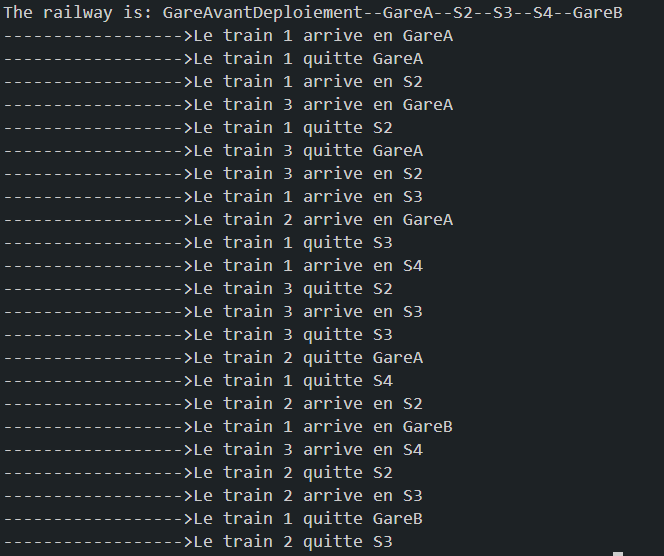 The railway is: GareAvantDeploiement--GareA--S2--S3--S4--GareB
------------------>Le train 1 arrive en GareA
------------------>Le train 1 quitte GareA
------------------>Le train 1 arrive en S2
------------------>Le train 3 arrive en GareA
------------------>Le train 1 quitte S2
------------------>Le train 3 quitte GareA
------------------>Le train 3 arrive en S2
------------------>Le train 1 arrive en S3
------------------>Le train 2 arrive en GareA
------------------>Le train 1 quitte S3
------------------>Le train 1 arrive en S4
------------------>Le train 3 quitte S2
------------------>Le train 3 arrive en S3
------------------>Le train 3 quitte S3
------------------>Le train 2 quitte GareA
------------------>Le train 1 quitte S4
------------------>Le train 2 arrive en S2
------------------>Le train 1 arrive en GareB
------------------>Le train 3 arrive en S4
------------------>Le train 2 quitte S2
------------------>Le train 2 arrive en S3
------------------>Le train 1 quitte GareB
------------------>Le train 2 quitte S3